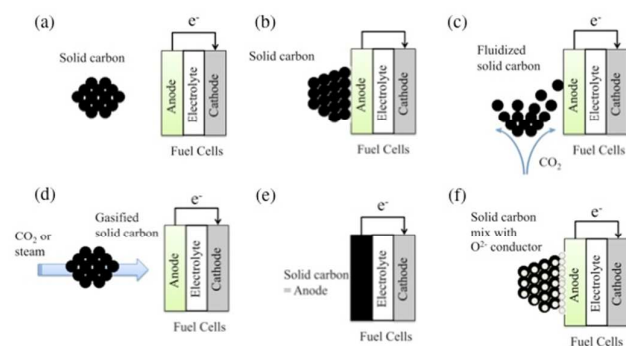 (a)
e-
Solid carbon
Anode
Electrolyte
Cathode
Fuel Cells
(b)
e-
Solid carbon
Anode
Electrolyte
Cathode
Fuel Cells
(c)
e-
Fluidized
solid carbon
Anode
Electrolyte
Cathode
Fuel Cells
CO2
(d)
e-
CO2 or
steam
Gasified
solid carbon
Anode
Electrolyte
Cathode
Fuel Cells
(e)
e-
Solid carbon
= Anode
Electrolyte
Cathode
Fuel Cells
(f)
e-
Solid carbon
mix with
O2- conductor
Anode
Electrolyte
Cathode
Fuel Cells